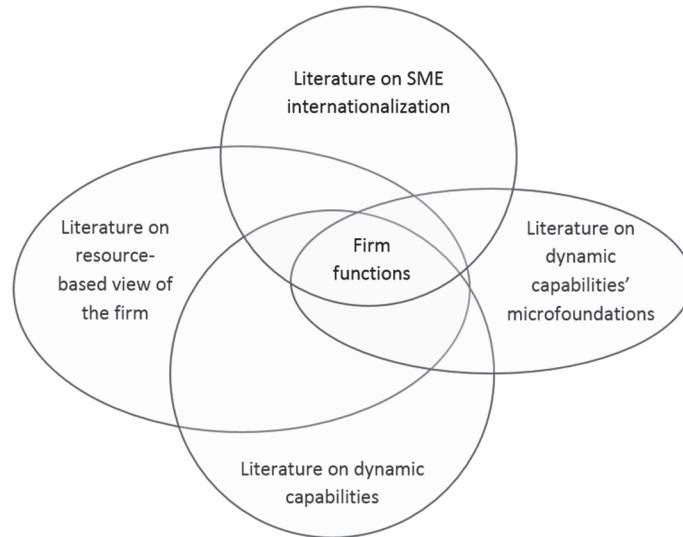 Literature on SME
internationalization
Literature on
resource-
based view of
the firm
Firm
functions
Literature on
dynamic
capabilities’
microfoundations
Literature on dynamic
capabilities